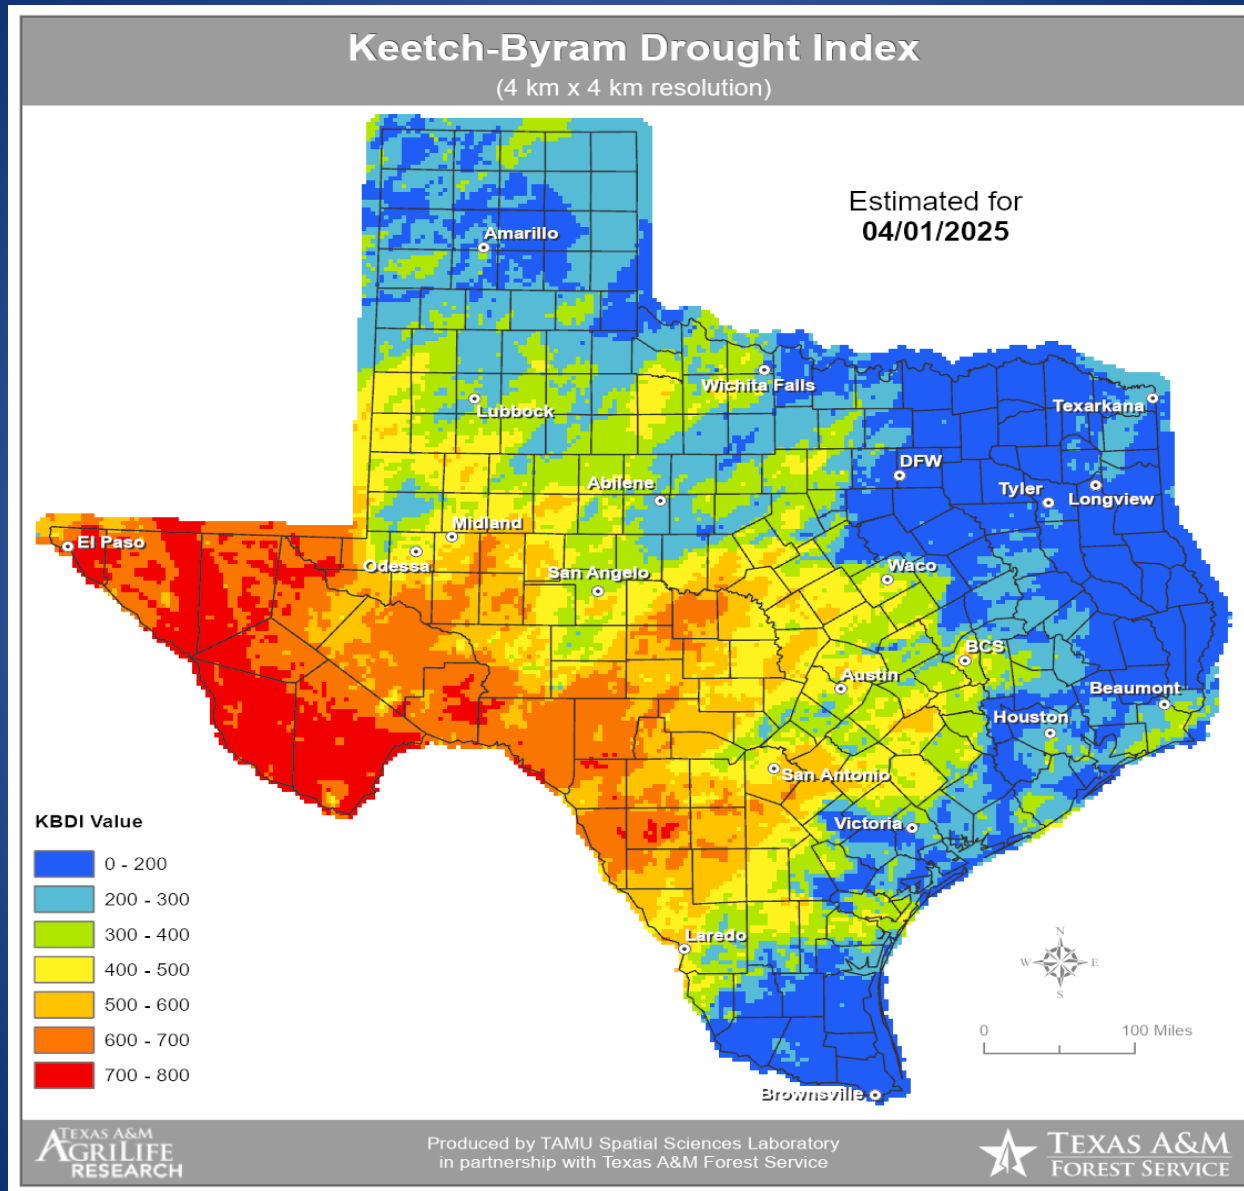 Keetch-Byram Drought Index
(4 km x 4 km resolution)
Estimated for
04/01/2025
Amarillo
Wichita Falls
Lubbock
Texarkana
DFW
Abilene
Tyler
Longview
Midland
El Paso
Odessa
San Angelo
Waco
BCS
Austin
Beaumont
Houston
San Antonio
Victoria
Laredo
Brownsville
KBDI Value
0 - 200
200 - 300
300 - 400
400 - 500
500 - 600
600 - 700
700 - 800
N
W E
S
0 100 Miles
TEXAS A&M
AGRILIFE
RESEARCH
Produced by TAMU Spatial Sciences Laboratory
in partnership with Texas A&M Forest Service
TEXAS A&M
FOREST SERVICE